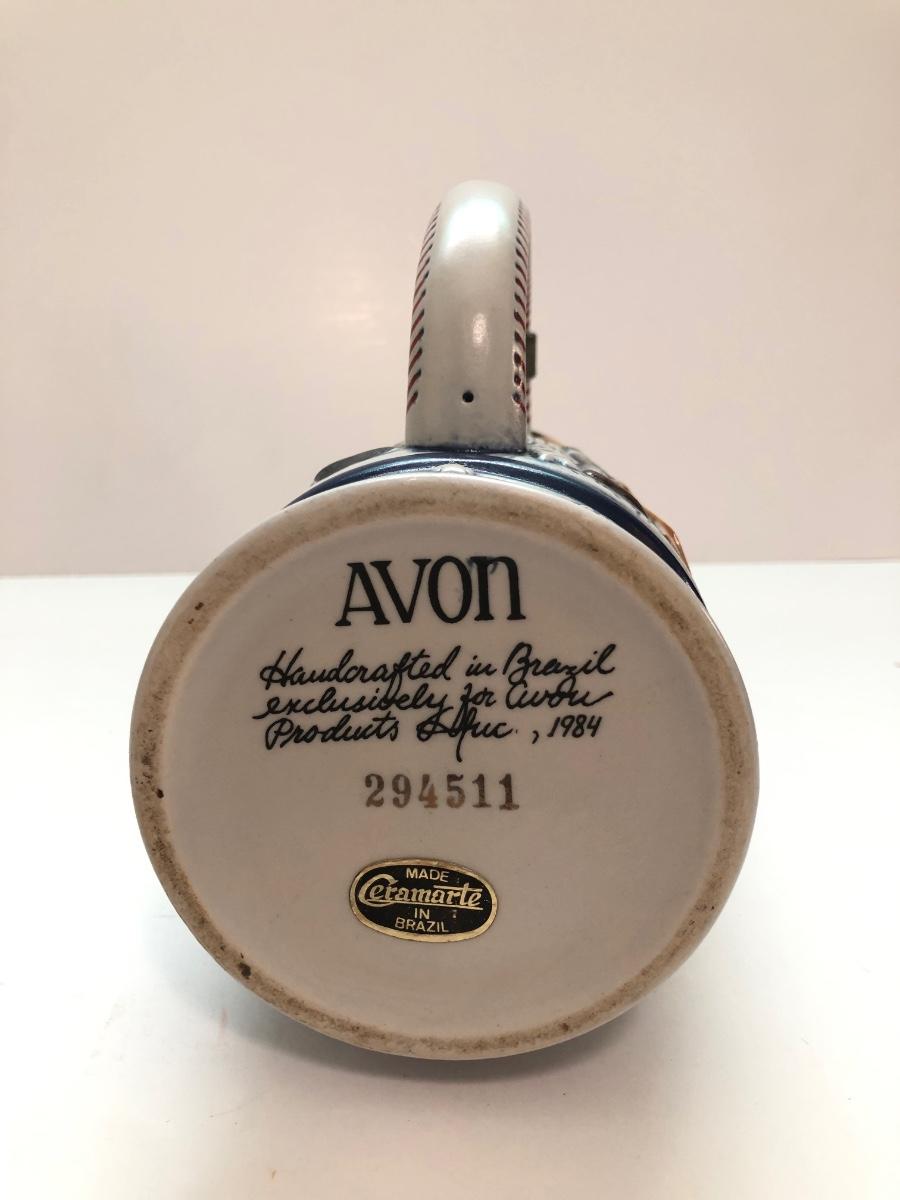 AVON
Handcrafted in Brazil
exclusively for Avon
Products Inc., 1984
294511
MADE
Ceramarte
IN
BRAZIL